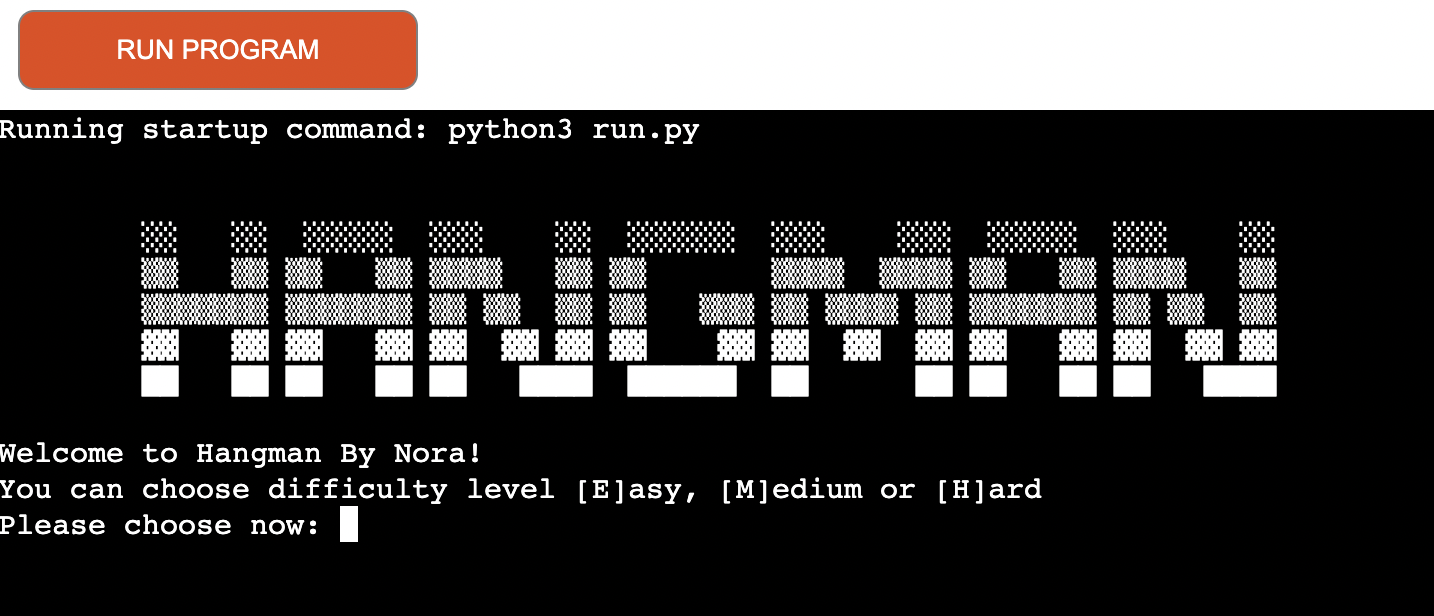 RUN PROGRAM
Running startup command: python3 run.py
HANGMAN
Welcome to Hangman By Nora!
You can choose difficulty level [E]asy, [M]edium or [H]ard
Please choose now: